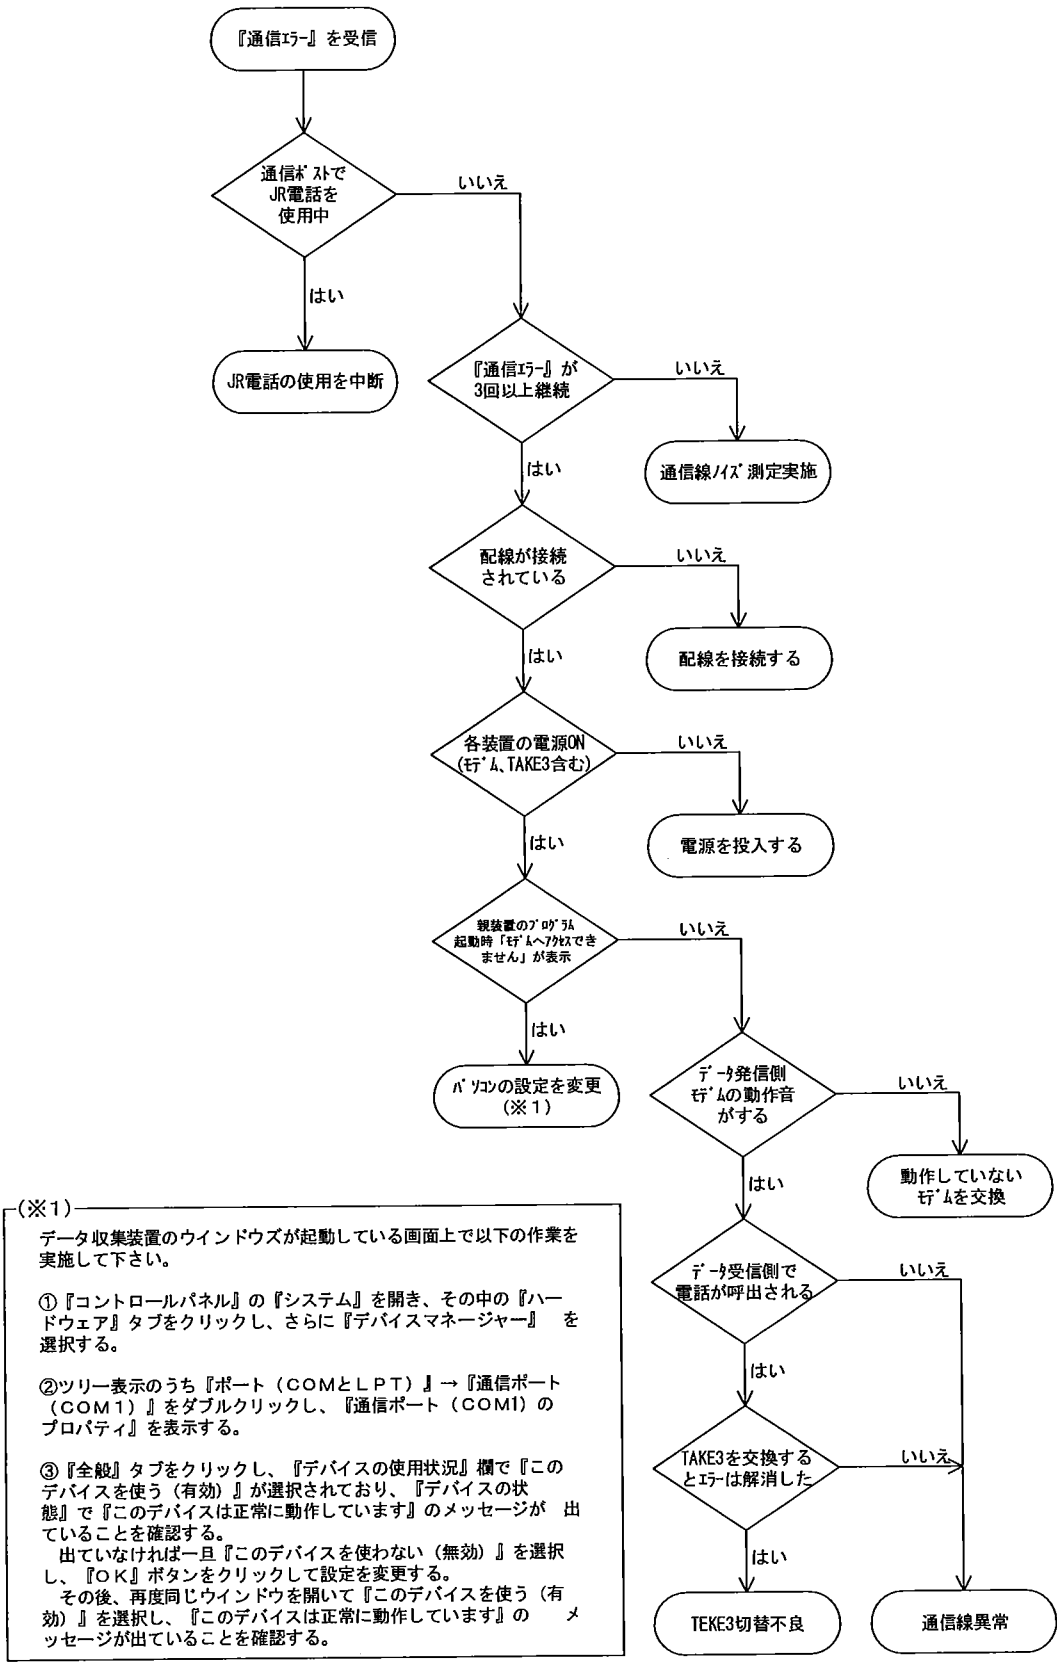 『通信ｴﾗｰ』を受信
通信ﾎﾟｽﾄで
JR電話を
使用中
いいえ
はい
JR電話の使用を中断
『通信ｴﾗｰ』が
3回以上継続
いいえ
はい
通信線ﾉｲｽﾞ測定実施
配線が接続
されている
いいえ
はい
配線を接続する
各装置の電源ON
(ﾓﾃﾞﾑ､TAKE3含む)
いいえ
はい
電源を投入する
親装置のﾌﾟﾛｸﾞﾗﾑ
起動時「ﾓﾃﾞﾑへｱｸｾｽでき
ません」が表示
いいえ
はい
ﾊﾟｿｺﾝの設定を変更
(※１)
ﾃﾞｰﾀ発信側
ﾓﾃﾞﾑの動作音
がする
いいえ
はい
動作していない
ﾓﾃﾞﾑを交換
ﾃﾞｰﾀ受信側で
電話が呼出される
いいえ
はい
TAKE3を交換する
とｴﾗｰは解消した
いいえ
はい
TEKE3切替不良
通信線異常
(※１)
データ収集装置のウインドウズが起動している画面上で以下の作業を
実施して下さい。
①『コントロールパネル』の『システム』を開き、その中の『ハー
ドウェア』タブをクリックし、さらに『デバイスマネージャー』　を
選択する。
②ツリー表示のうち『ポート（ＣＯＭとＬＰＴ）』→『通信ポート
（ＣＯＭ１）』をダブルクリックし、『通信ポート（ＣＯＭ1）の
プロパティ』を表示する。
③『全般』タブをクリックし、『デバイスの使用状況』欄で『この
デバイスを使う（有効）』が選択されており、『デバイスの状
態』で『このデバイスは正常に動作しています』のメッセージが　出
ていることを確認する。
　出ていなければ一旦『このデバイスを使わない（無効）』を選択
し、『ＯＫ』ボタンをクリックして設定を変更する。
　その後、再度同じウインドウを開いて『このデバイスを使う（有
効）』を選択し、『このデバイスは正常に動作しています』の　　メ
ッセージが出ていることを確認する。